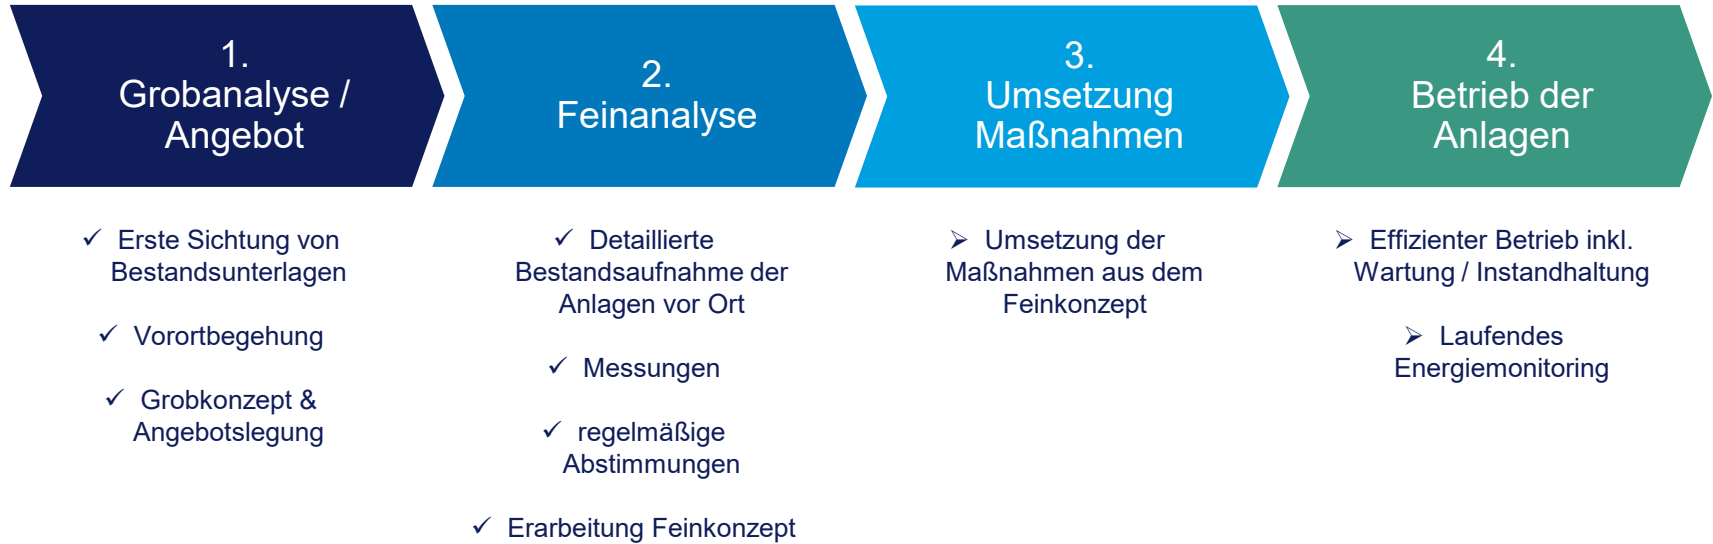 1.
Grobanalyse /
Angebot
✓ Erste Sichtung von
Bestandsunterlagen
✓ Vorortbegehung
✓ Grobkonzept &
Angebotslegung
2.
Feinanalyse
✓ Detaillierte
Bestandsaufnahme der
Anlagen vor Ort
✓ Messungen
✓ regelmäßige
Abstimmungen
✓ Erarbeitung Feinkonzept
3.
Umsetzung
Maßnahmen
➢ Umsetzung der
Maßnahmen aus dem
Feinkonzept
4.
Betrieb der
Anlagen
➢ Effizienter Betrieb inkl.
Wartung / Instandhaltung
➢ Laufendes
Energiemonitoring